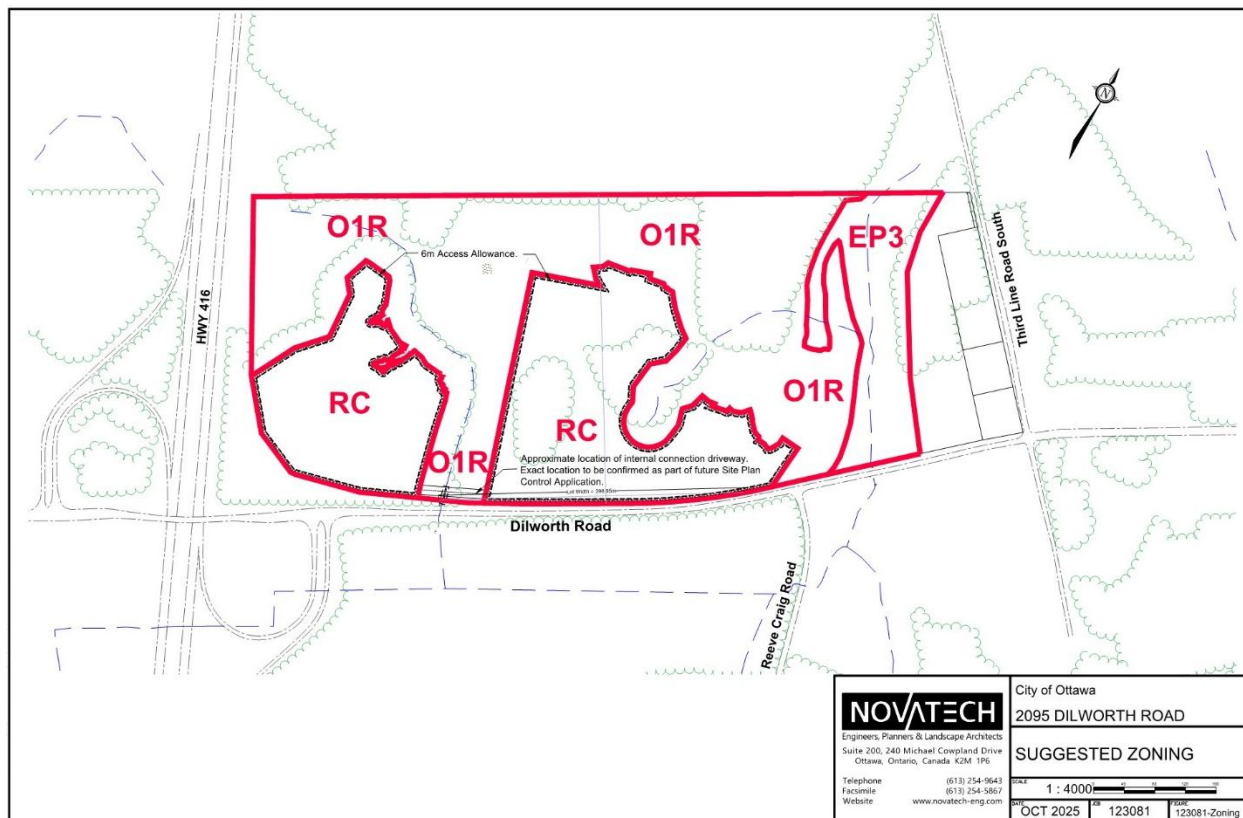 N
O1R
O1R
EP3
6m Access Allowance.
HWY 416
Third Line Road South
RC
O1R
RC
O1R
Approximate location of internal connection driveway.
Exact location to be confirmed as part of future Site Plan
Control Application.
Dilworth Road
Reeve Craig Road
NOVATECH
Engineers, Planners & Landscape Architects
Suite 200, 240 Michael Cowpland Drive
Ottawa, Ontario, Canada K2M 1P6
Telephone (613) 254-9643
Facsimile (613) 254-5867
Website www.novatech-eng.com
City of Ottawa
2095 DILWORTH ROAD
SUGGESTED ZONING
SCALE
1 : 4000
DATE
OCT 2025
JOB
123081
FIGURE
123081-Zoning